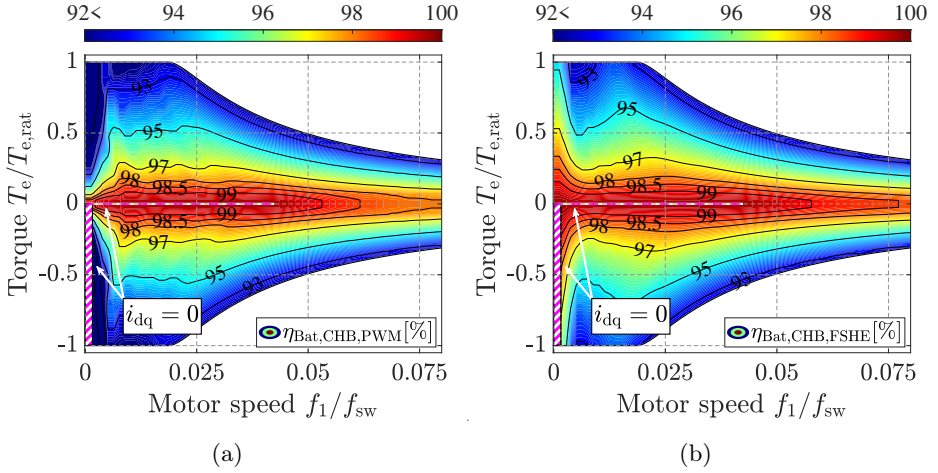 92< 94 96 98 100
1
0.5
0
-0.5
-1
Torque T_e/T_e,rat
93
95
97
98
98.5
99
99
98.5
98
97
95
93
i_dq = 0
η_Bat,CHB,PWM[%]
0 0.025 0.05 0.075
Motor speed f_1/f_sw
(a)
92< 94 96 98 100
1
0.5
0
-0.5
-1
Torque T_e/T_e,rat
93
95
97
98
98.5
99
99
98.5
98
97
95
93
i_dq = 0
η_Bat,CHB,FSHE[%]
0 0.025 0.05 0.075
Motor speed f_1/f_sw
(b)